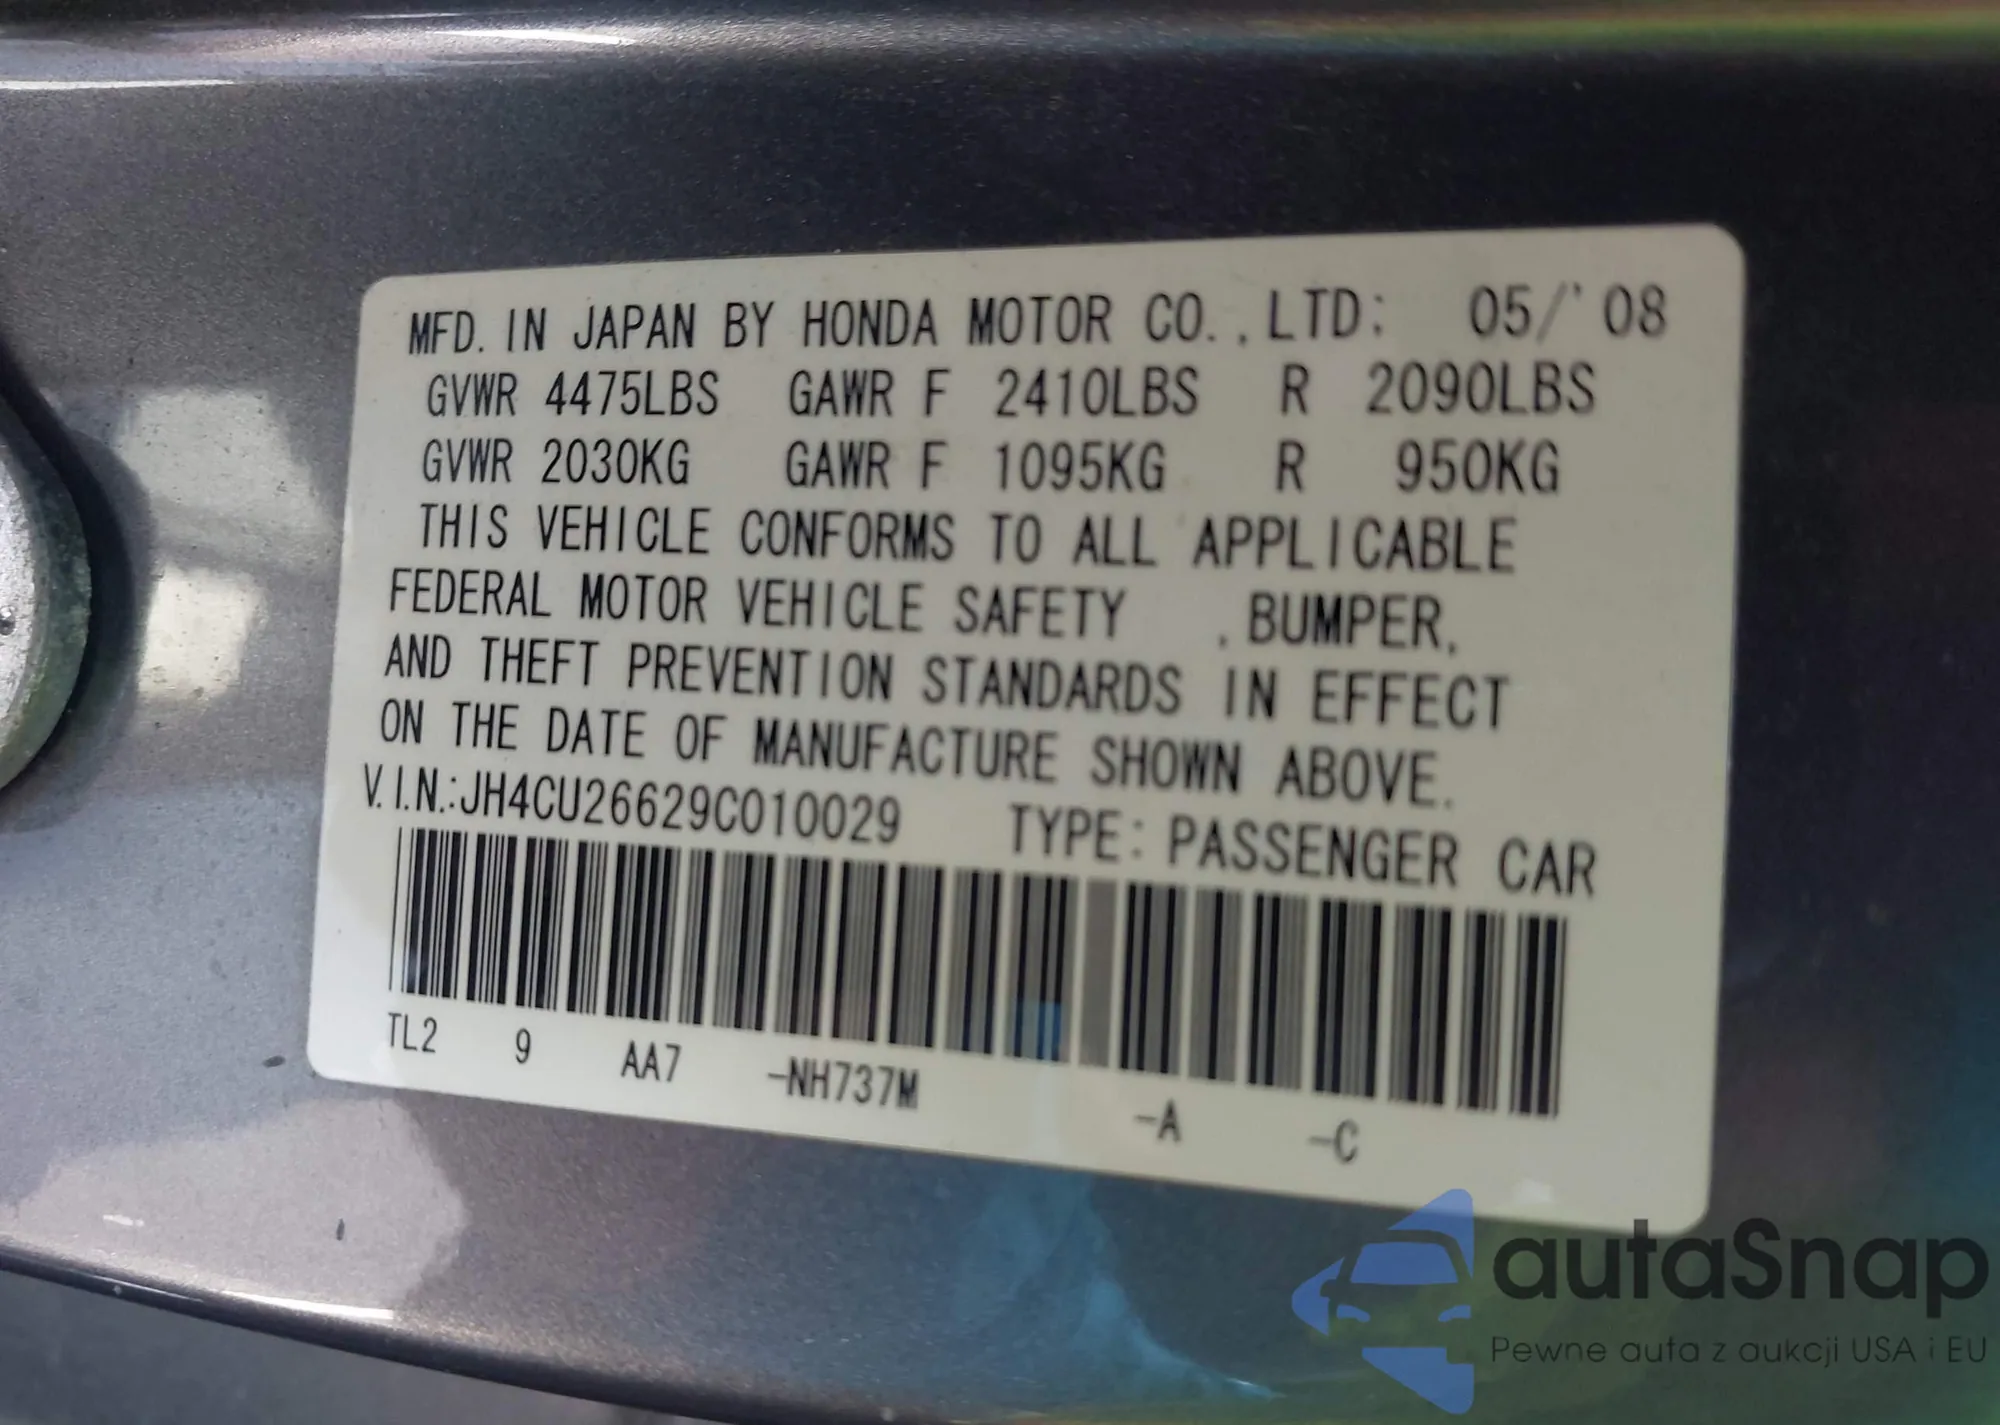 MFD. IN JAPAN BY HONDA MOTOR CO., LTD: 05/'08
GVWR 4475LBS GAWR F 2410LBS R 2090LBS
GVWR 2030KG GAWR F 1095KG R 950KG
THIS VEHICLE CONFORMS TO ALL APPLICABLE
FEDERAL MOTOR VEHICLE SAFETY , BUMPER,
AND THEFT PREVENTION STANDARDS IN EFFECT
ON THE DATE OF MANUFACTURE SHOWN ABOVE.
V.I.N.:JH4CU26629C010029 TYPE: PASSENGER CAR
TL2 9 AA7 -NH737M -A -C
autaSnap
Pewne auta z aukcji USA i EU